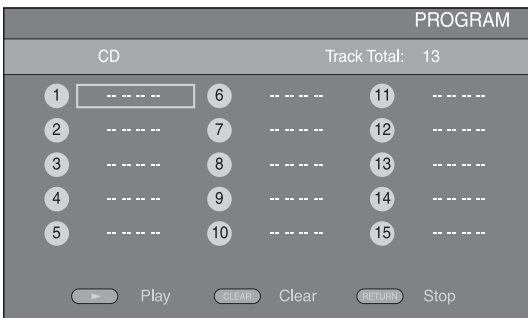 PROGRAM
CD Track Total: 13
1 -- -- -- -- 6 -- -- -- -- 11 -- -- -- --
2 -- -- -- -- 7 -- -- -- -- 12 -- -- -- --
3 -- -- -- -- 8 -- -- -- -- 13 -- -- -- --
4 -- -- -- -- 9 -- -- -- -- 14 -- -- -- --
5 -- -- -- -- 10 -- -- -- -- 15 -- -- -- --
Play CLEAR Clear RETURN Stop